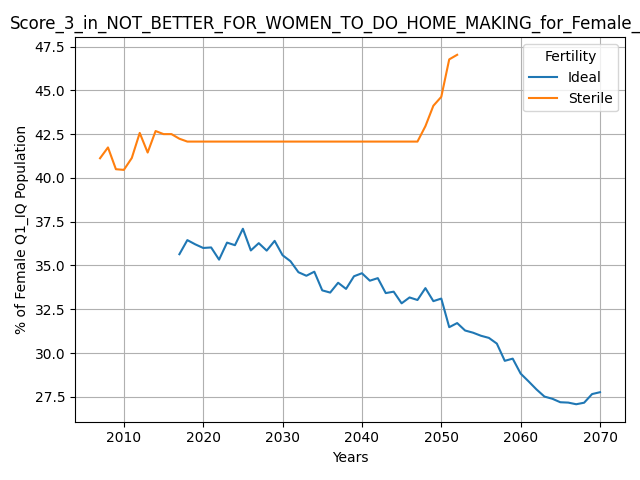 Score_3_in_NOT_BETTER_FOR_WOMEN_TO_DO_HOME_MAKING_for_Female_
47.5
45.0
42.5
40.0
37.5
35.0
32.5
30.0
27.5
% of Female Q1_IQ Population
Fertility
Ideal
Sterile
2010
2020
2030
2040
2050
2060
2070
Years